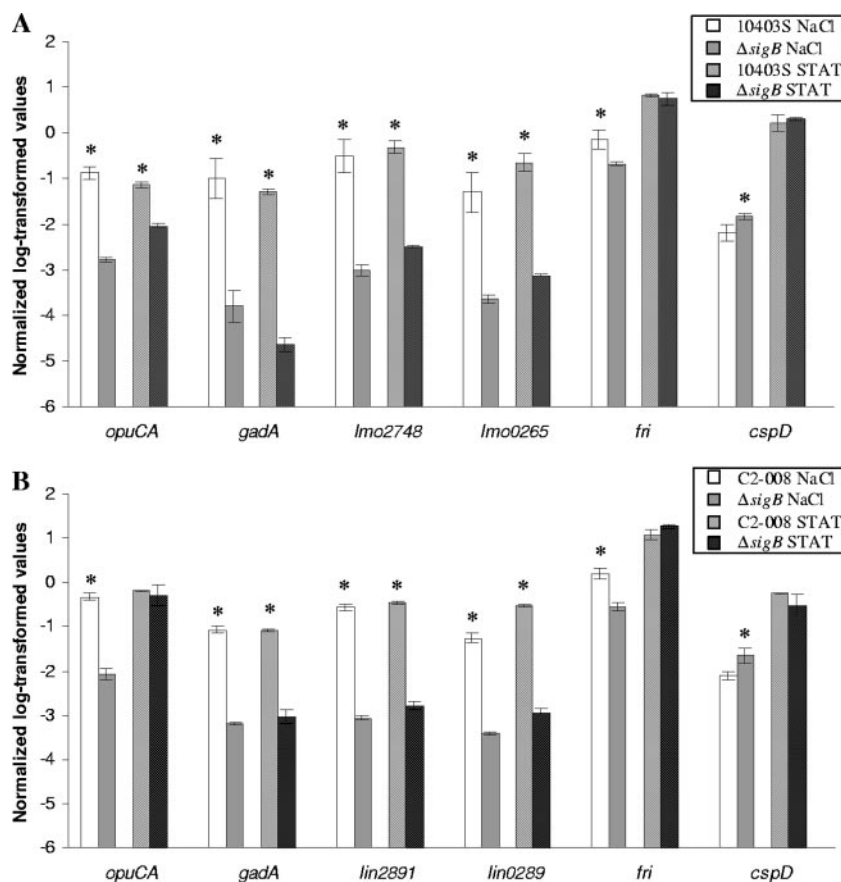 A
10403S NaCl
ΔsigB NaCl
10403S STAT
ΔsigB STAT
Normalized log-transformed values
2
1
0
-1
-2
-3
-4
-5
-6
* * * * * * * * * *
opuCA gadA lmo2748 lmo0265 fri cspD
B
C2-008 NaCl
ΔsigB NaCl
C2-008 STAT
ΔsigB STAT
Normalized log-transformed values
2
1
0
-1
-2
-3
-4
-5
-6
* * * * * * * * *
opuCA gadA lin2891 lin0289 fri cspD